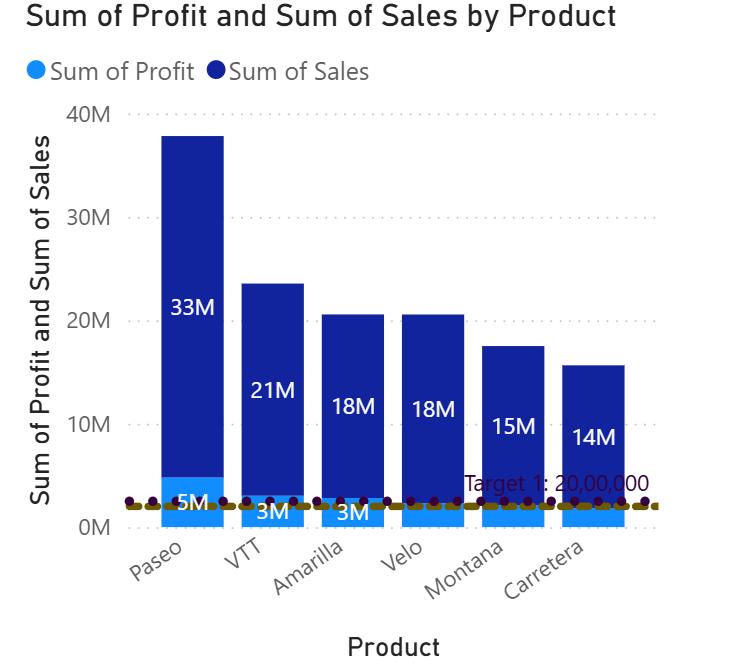 Sum of Profit and Sum of Sales by Product
Sum of Profit Sum of Sales
Sum of Profit and Sum of Sales
40M
30M
20M
10M
0M
33M
21M
18M
18M
15M
14M
Target 1: 20,00,000
5M
3M
3M
Paseo
VTT
Amarilla
Velo
Montana
Carretera
Product